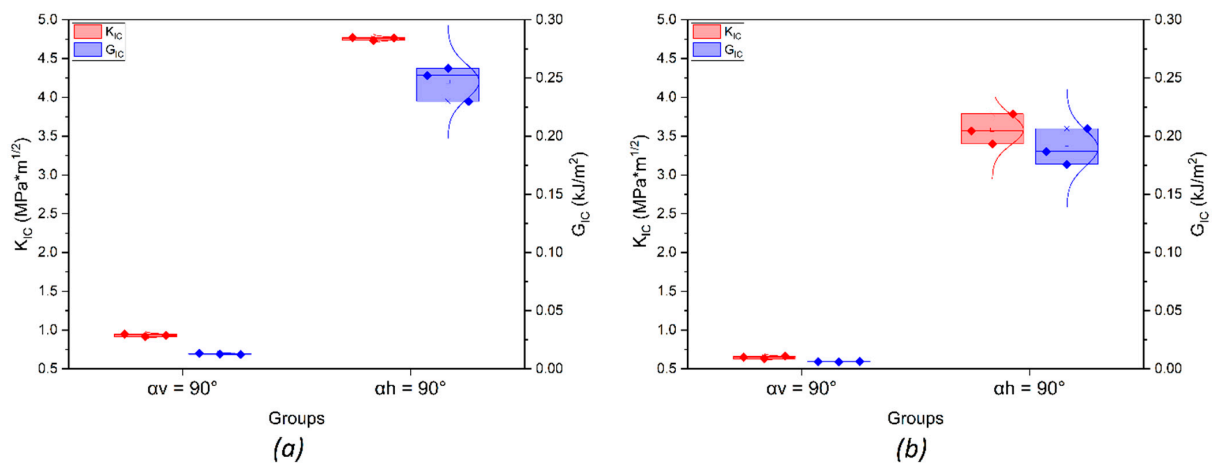 K_IC
G_IC
K_IC (MPa*m^1/2)
5.0
4.5
4.0
3.5
3.0
2.5
2.0
1.5
1.0
0.5
0.30
0.25
0.20
0.15
0.10
0.05
0.00
G_IC (kJ/m²)
αv = 90° αh = 90°
Groups
(a)
K_IC
G_IC
K_IC (MPa*m^1/2)
5.0
4.5
4.0
3.5
3.0
2.5
2.0
1.5
1.0
0.5
0.30
0.25
0.20
0.15
0.10
0.05
0.00
G_IC (kJ/m²)
αv = 90° αh = 90°
Groups
(b)